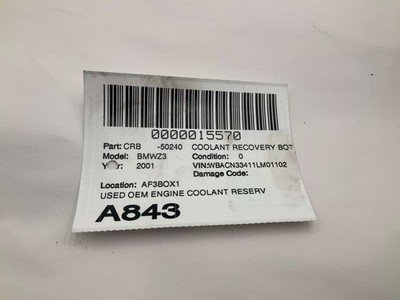 0000015570
Part: CRB -50240 COOLANT RECOVERY BOT
Model: BMWZ3 Condition: 0
Year: 2001 VIN:WBACN33411LM01102
Damage Code:
Location: AF3BOX1
USED OEM ENGINE COOLANT RESERV
A843